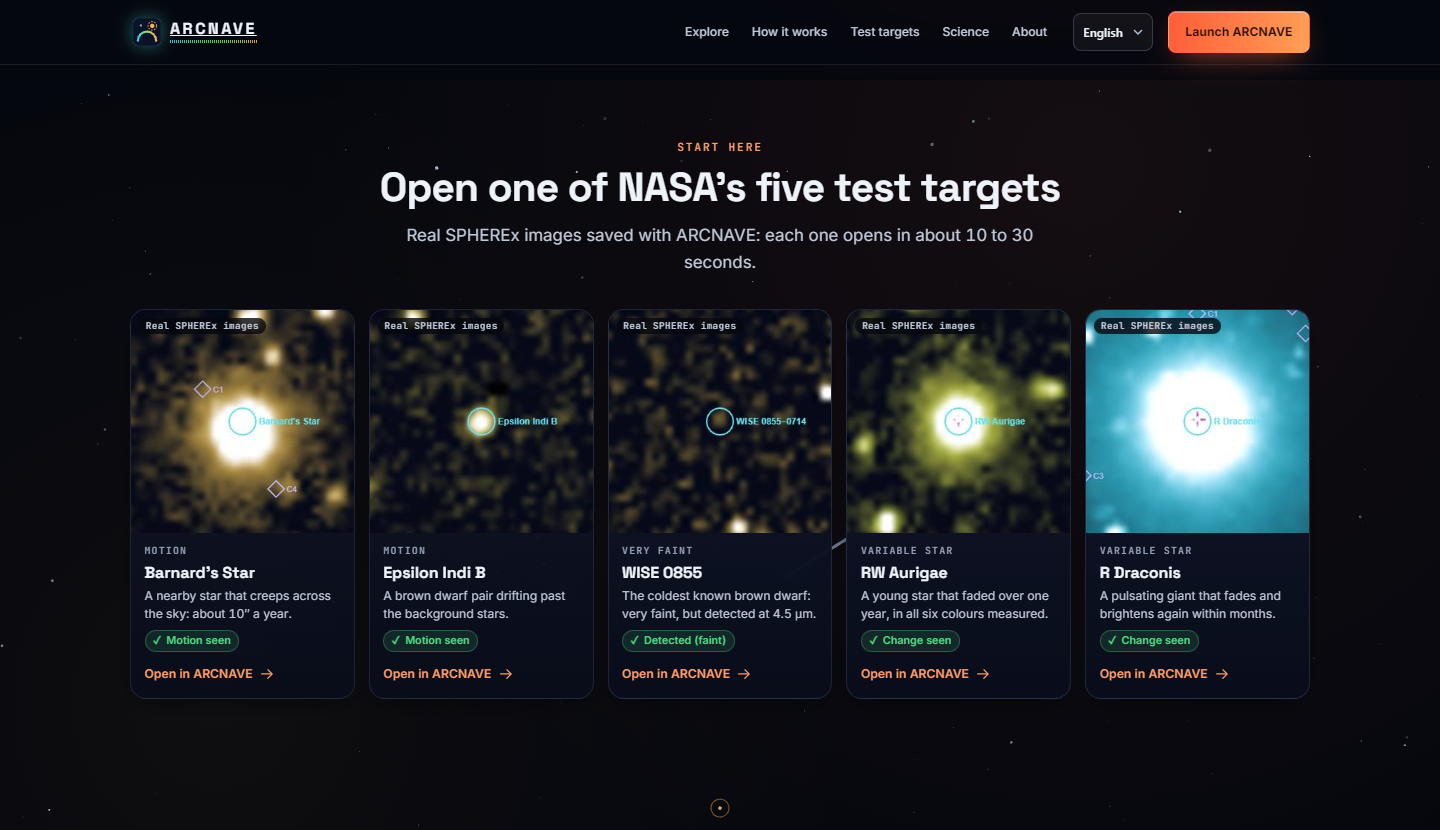 ARCNAVE
Explore
How it works
Test targets
Science
About
English
Launch ARCNAVE
START HERE
Open one of NASA's five test targets
Real SPHEREx images saved with ARCNAVE: each one opens in about 10 to 30
seconds.
Real SPHEREx images
C1
Barnard's Star
C4
MOTION
Barnard's Star
A nearby star that creeps across
the sky: about 10″ a year.
✓ Motion seen
Open in ARCNAVE →
Real SPHEREx images
Epsilon Indi B
MOTION
Epsilon Indi B
A brown dwarf pair drifting past
the background stars.
✓ Motion seen
Open in ARCNAVE →
Real SPHEREx images
WISE 0855−0714
VERY FAINT
WISE 0855
The coldest known brown dwarf:
very faint, but detected at 4.5 µm.
✓ Detected (faint)
Open in ARCNAVE →
Real SPHEREx images
RW Aurigae
VARIABLE STAR
RW Aurigae
A young star that faded over one
year, in all six colours measured.
✓ Change seen
Open in ARCNAVE →
Real SPHEREx images
C1
R Draconis
C3
VARIABLE STAR
R Draconis
A pulsating giant that fades and
brightens again within months.
✓ Change seen
Open in ARCNAVE →